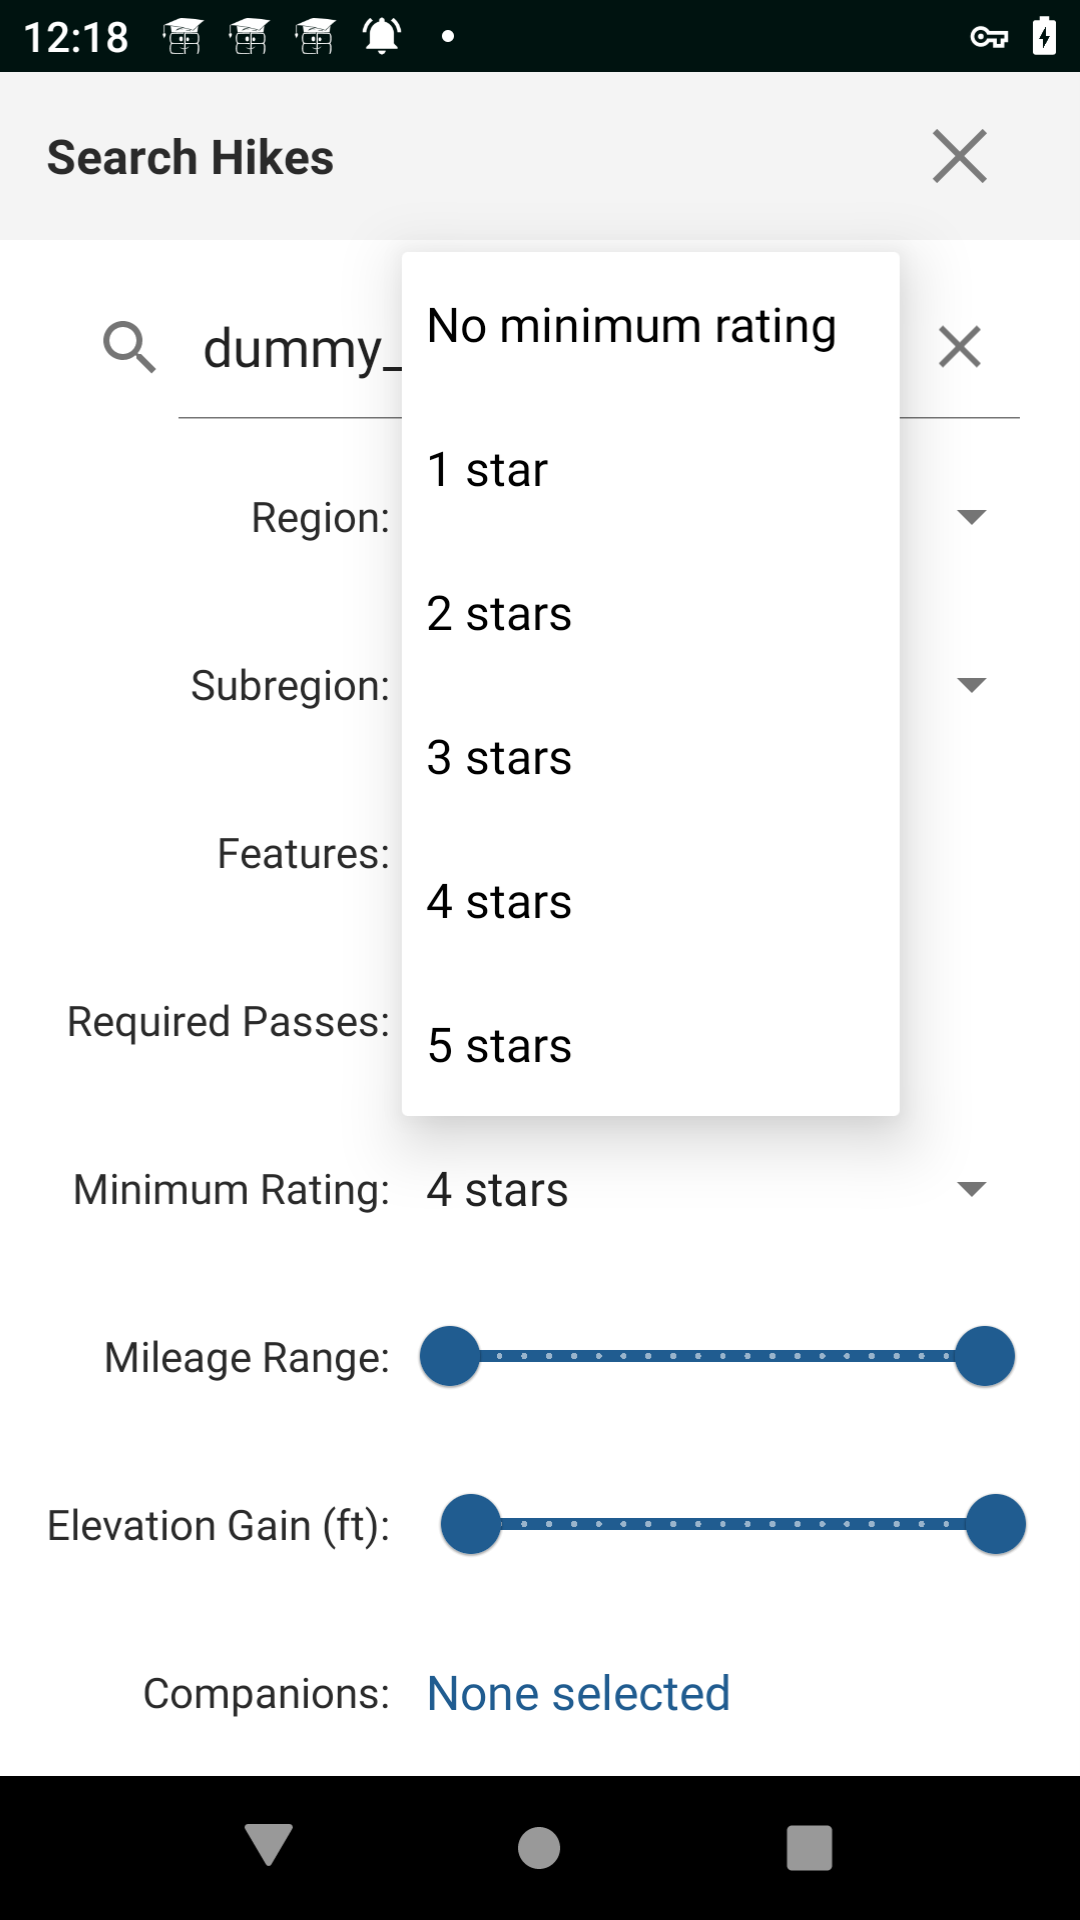 12:18
Search Hikes
dummy_
No minimum rating
1 star
Region:
2 stars
Subregion:
3 stars
Features:
4 stars
Required Passes:
5 stars
Minimum Rating: 4 stars
Mileage Range:
Elevation Gain (ft):
Companions: None selected